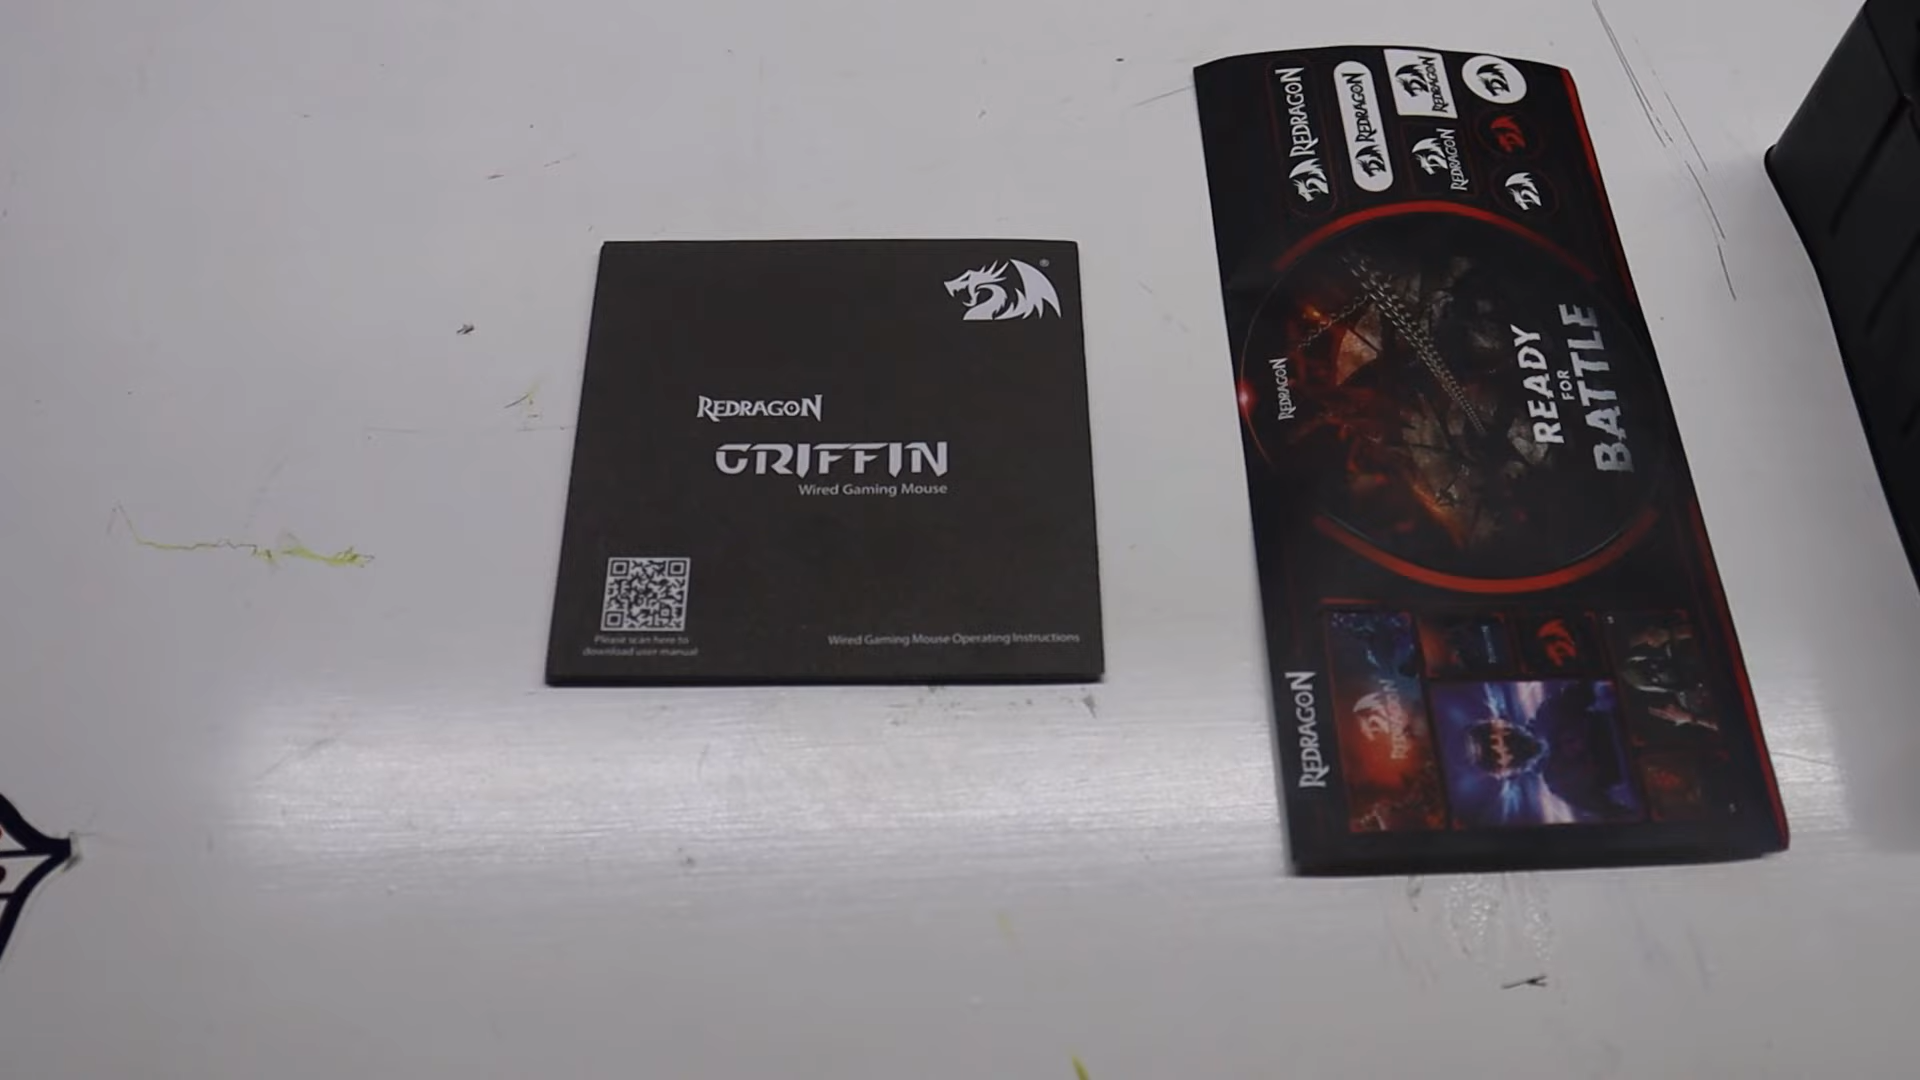 REDRAGON
GRIFFIN
Wired Gaming Mouse
Please scan here to
download user manual
Wired Gaming Mouse Operating Instructions
REDRAGON
REDRAGON
REDRAGON
REDRAGON
REDRAGON
READY
FOR
BATTLE
REDRAGON
REDRAGON